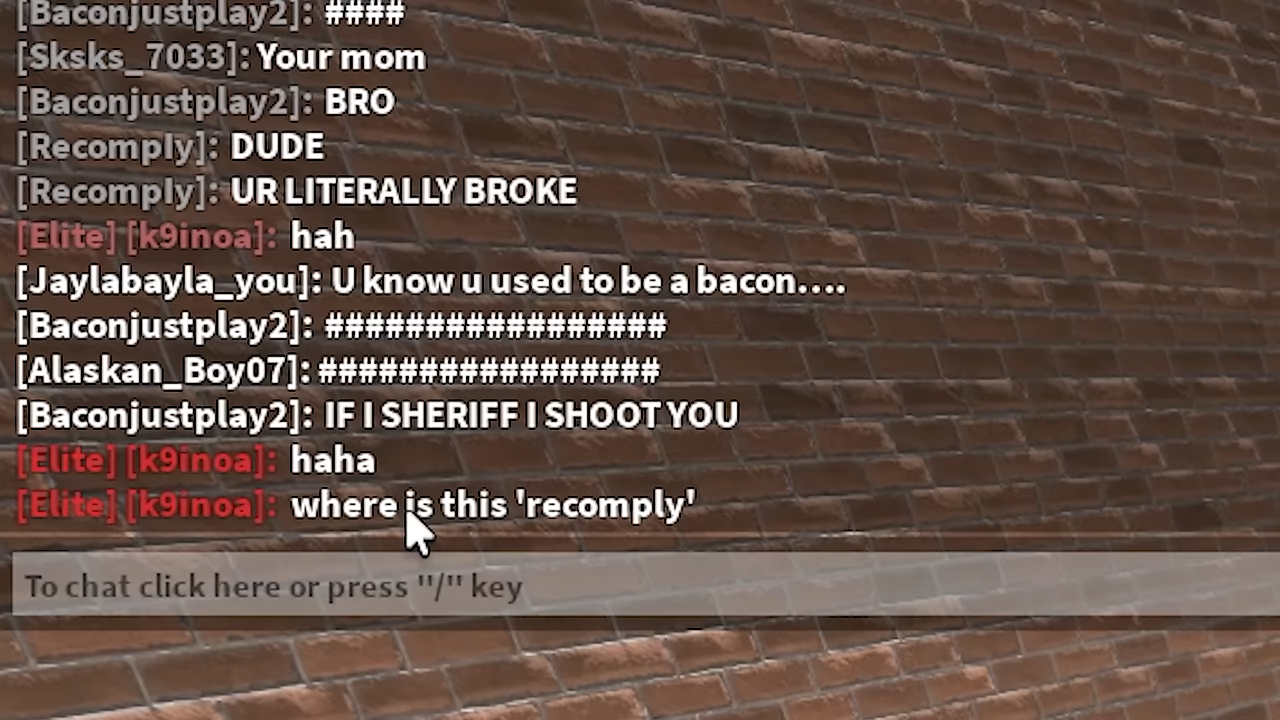 [Baconjustplay2]: ####
[Sksks_7033]: Your mom
[Baconjustplay2]: BRO
[RecompIy]: DUDE
[RecompIy]: UR LITERALLY BROKE
[Elite] [k9inoa]: hah
[Jaylabayla_you]: U know u used to be a bacon....
[Baconjustplay2]: #################
[Alaskan_Boy07]: #################
[Baconjustplay2]: IF I SHERIFF I SHOOT YOU
[Elite] [k9inoa]: haha
[Elite] [k9inoa]: where is this 'recomply'
To chat click here or press "/" key